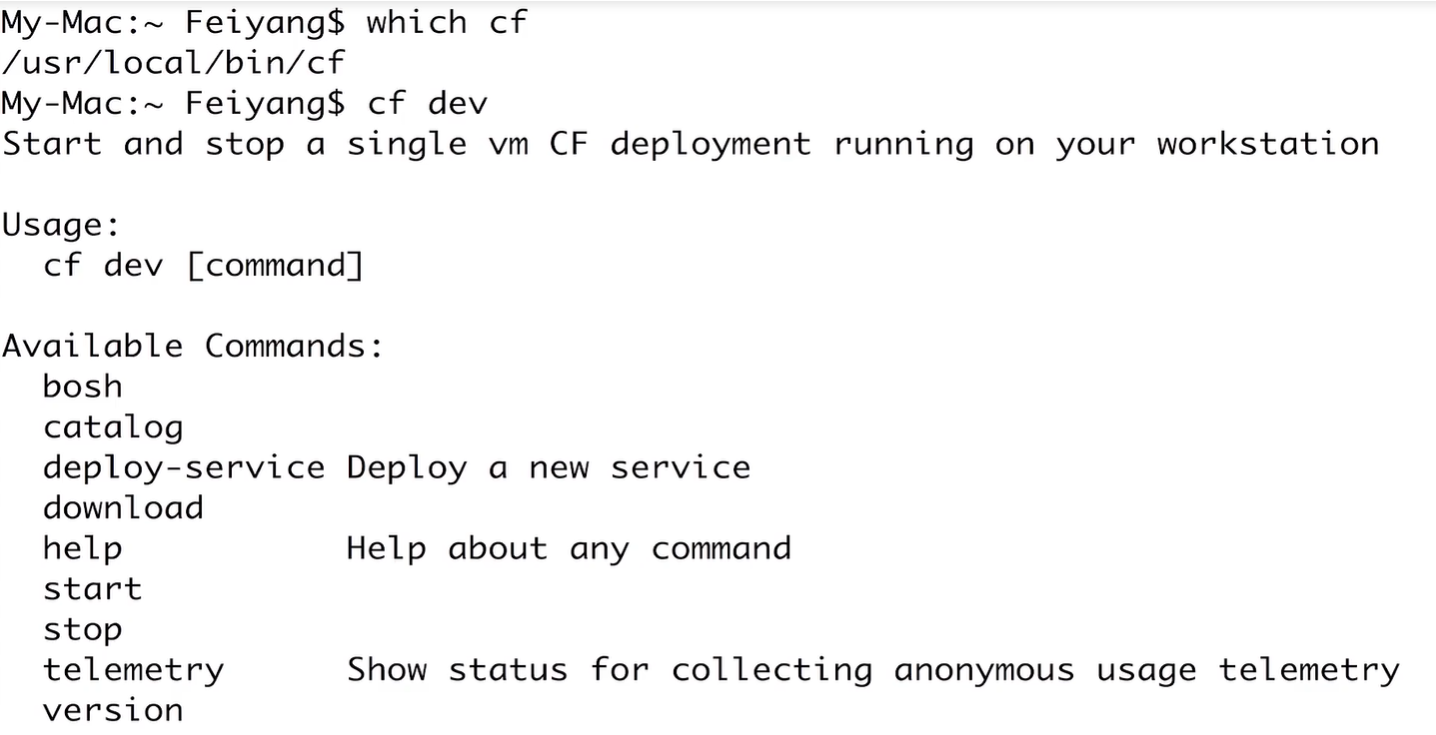 My-Mac:~ Feiyang$ which cf
/usr/local/bin/cf
My-Mac:~ Feiyang$ cf dev
Start and stop a single vm CF deployment running on your workstation
Usage:
cf dev [command]
Available Commands:
bosh
catalog
deploy-service Deploy a new service
download
help Help about any command
start
stop
telemetry Show status for collecting anonymous usage telemetry
version